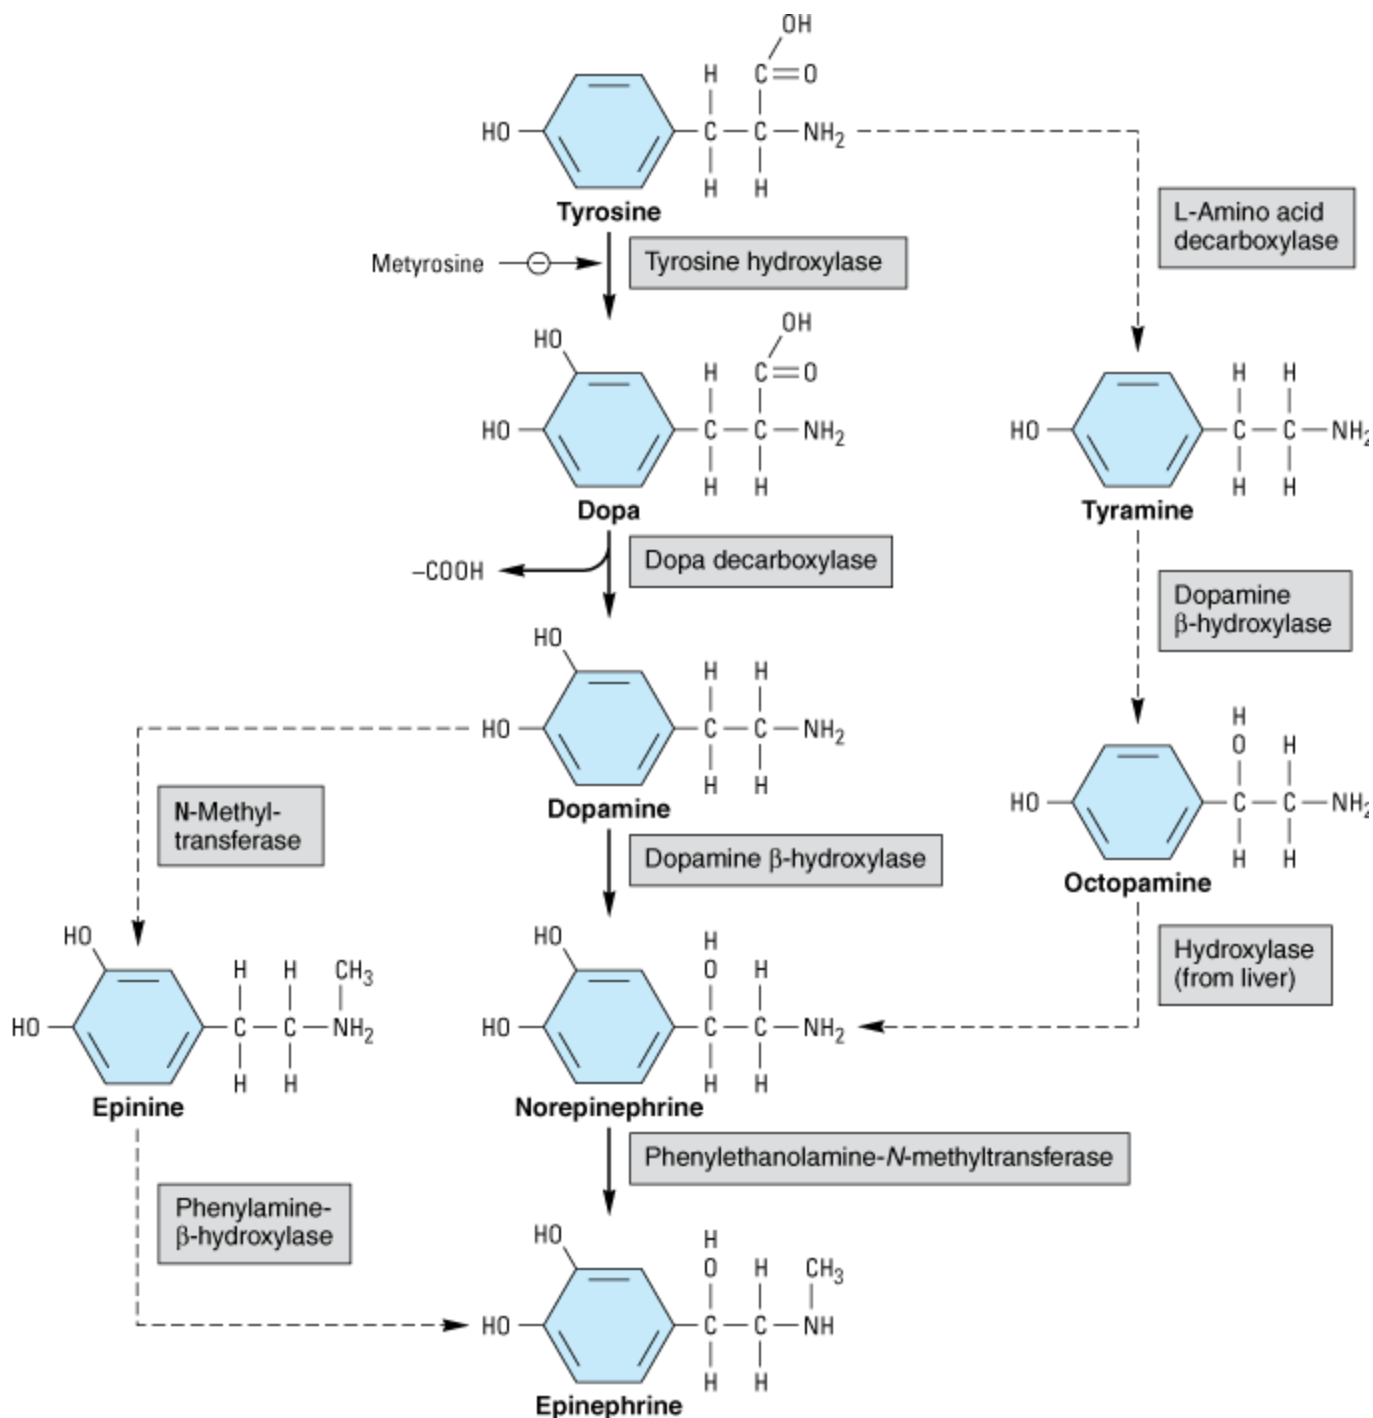 OH
H C=O
HO C C NH2
H H
Tyrosine
L-Amino acid
decarboxylase
Metyrosine −
Tyrosine hydroxylase
OH
HO H C=O
HO C C NH2
H H
Dopa
H H
HO C C NH2
H H
Tyramine
–COOH
Dopa decarboxylase
Dopamine
β-hydroxylase
HO H H
HO C C NH2
H H
Dopamine
N-Methyl-
transferase
Dopamine β-hydroxylase
H
O H
HO C C NH2
H H
Octopamine
Hydroxylase
(from liver)
HO H H CH3
HO C C NH2
H H
Epinine
H
HO O H
HO C C NH2
H H
Norepinephrine
Phenylethanolamine-N-methyltransferase
Phenylamine-
β-hydroxylase
H
HO O H CH3
HO C C NH
H H
Epinephrine